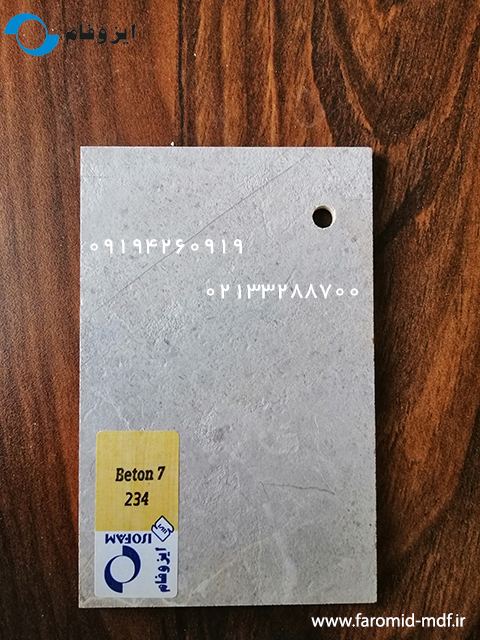 ایزوفام
۰۹۱۹۴۲۶۰۹۱۹
۰۲۱۳۳۲۸۸۷۰۰
Beton 7
234
ISOFAM
ایزوفام
www.faromid-mdf.ir